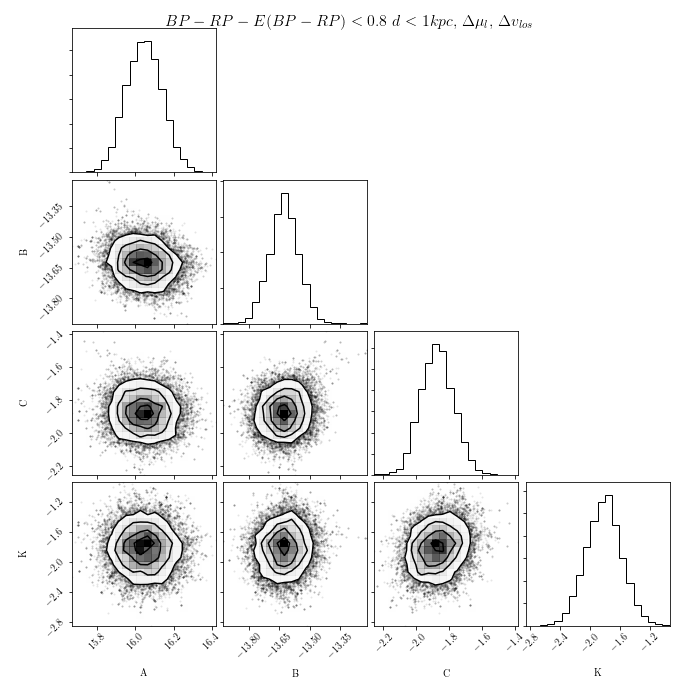 BP − RP − E(BP − RP) < 0.8 d < 1kpc, Δμ_l, Δv_los
B
−13.35
−13.50
−13.65
−13.80
C
−1.4
−1.6
−1.8
−2.0
−2.2
K
−1.2
−1.6
−2.0
−2.4
−2.8
15.8 16.0 16.2 16.4
−13.80 −13.65 −13.50 −13.35
−2.2 −2.0 −1.8 −1.6 −1.4
−2.8 −2.4 −2.0 −1.6 −1.2
A B C K